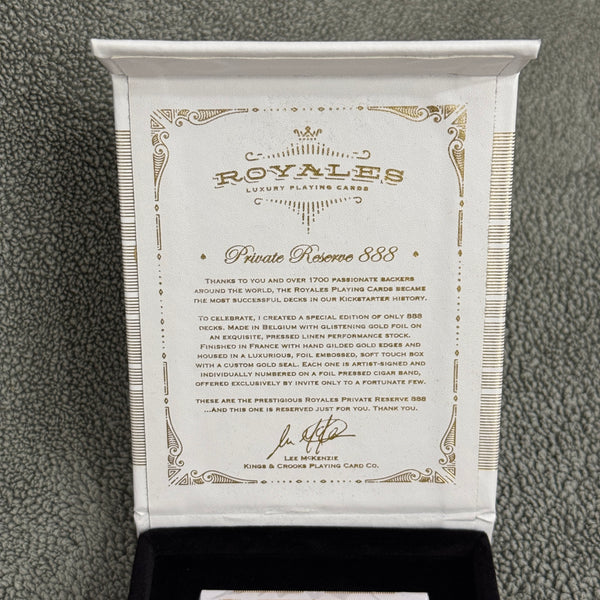 ROYALES
LUXURY PLAYING CARDS
Private Reserve 888
THANKS TO YOU AND OVER 1700 PASSIONATE BACKERS
AROUND THE WORLD, THE ROYALES PLAYING CARDS BECAME
THE MOST SUCCESSFUL DECKS IN OUR KICKSTARTER HISTORY.
TO CELEBRATE, I CREATED A SPECIAL EDITION OF ONLY 888
DECKS. MADE IN BELGIUM WITH GLISTENING GOLD FOIL ON
AN EXQUISITE, PRESSED LINEN PERFORMANCE STOCK.
FINISHED IN FRANCE WITH HAND GILDED GOLD EDGES AND
HOUSED IN A LUXURIOUS, FOIL EMBOSSED, SOFT TOUCH BOX
WITH A CUSTOM GOLD SEAL. EACH ONE IS ARTIST-SIGNED AND
INDIVIDUALLY NUMBERED ON A FOIL PRESSED CIGAR BAND,
OFFERED EXCLUSIVELY BY INVITE ONLY TO A FORTUNATE FEW.
THESE ARE THE PRESTIGIOUS ROYALES PRIVATE RESERVE 888
...AND THIS ONE IS RESERVED JUST FOR YOU. THANK YOU.
LEE MCKENZIE
KINGS & CROOKS PLAYING CARD CO.